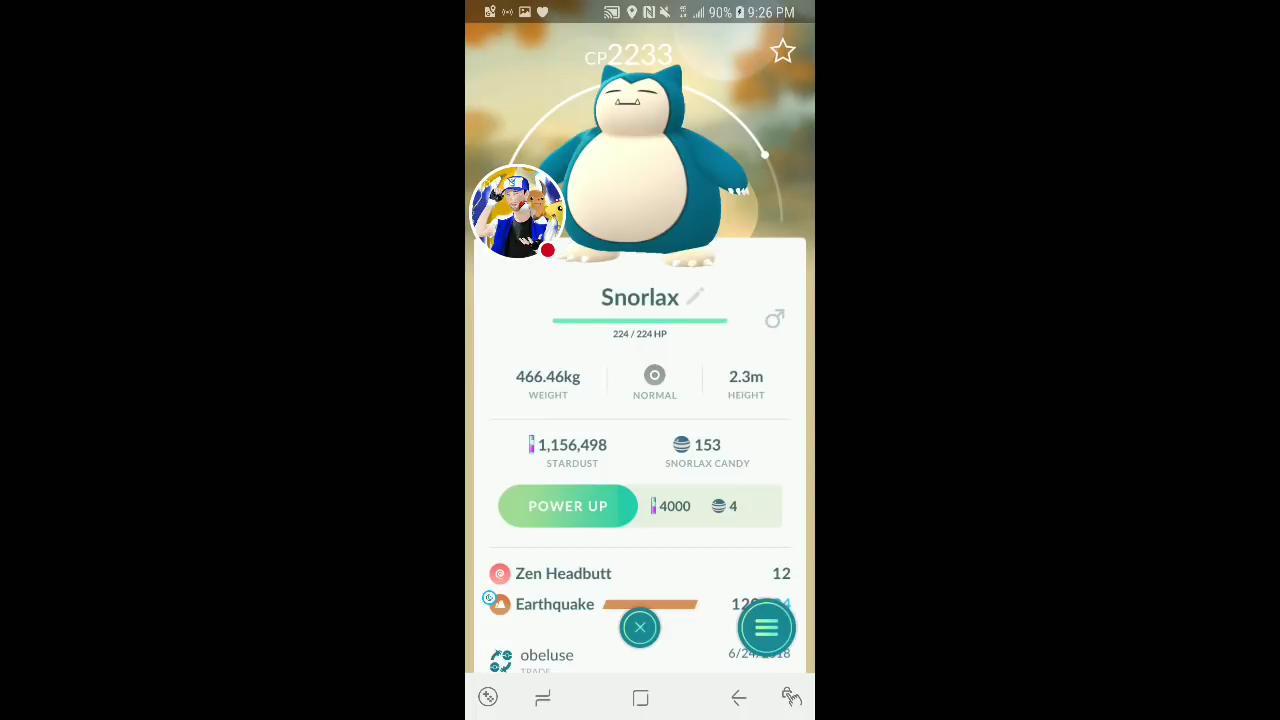 90% 9:26 PM
CP2233
Snorlax
224 / 224 HP
466.46kg
WEIGHT
NORMAL
2.3m
HEIGHT
1,156,498
STARDUST
153
SNORLAX CANDY
POWER UP 4000 4
Zen Headbutt 12
Earthquake
obeluse
TRADE